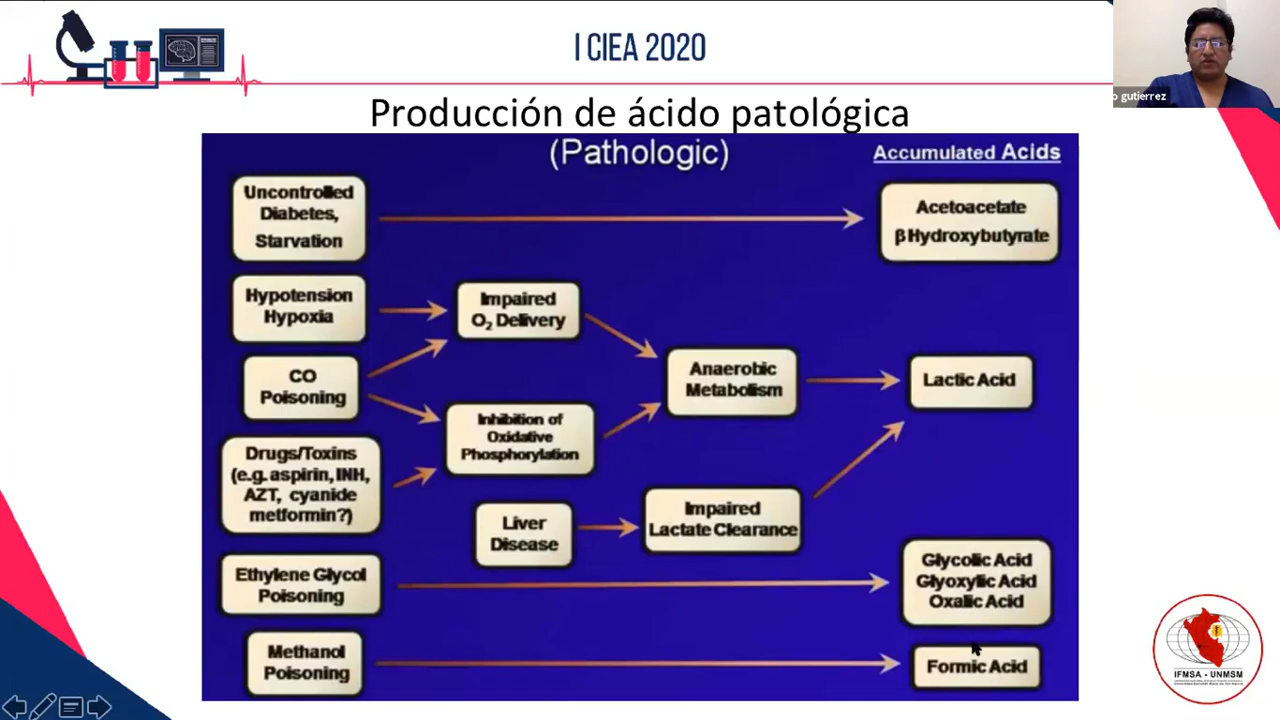 I CIEA 2020
o gutierrez
Producción de ácido patológica
(Pathologic)
Accumulated Acids
Uncontrolled
Diabetes,
Starvation
Acetoacetate
β Hydroxybutyrate
Hypotension
Hypoxia
Impaired
O₂ Delivery
CO
Poisoning
Anaerobic
Metabolism
Lactic Acid
Inhibition of
Oxidative
Phosphorylation
Drugs/Toxins
(e.g. aspirin, INH,
AZT, cyanide
metformin?)
Liver
Disease
Impaired
Lactate Clearance
Ethylene Glycol
Poisoning
Glycolic Acid
Glyoxylic Acid
Oxalic Acid
Methanol
Poisoning
Formic Acid
IFMSA - UNMSM